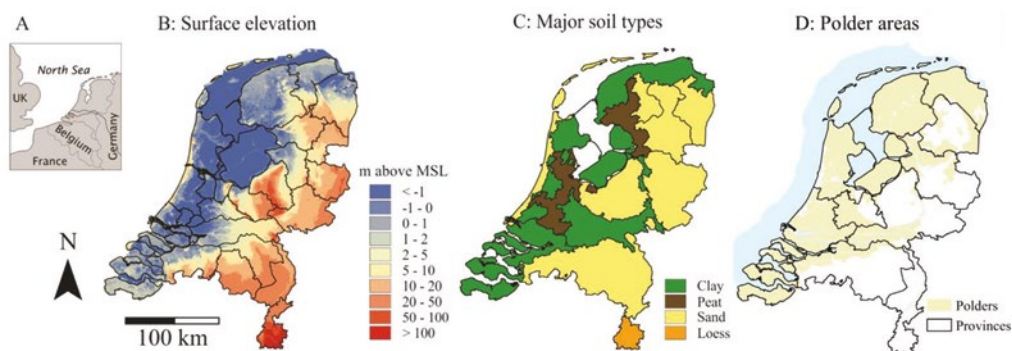 A
B: Surface elevation
C: Major soil types
D: Polder areas
North Sea
UK
Belgium
Germany
France
m above MSL
< -1
-1 - 0
0 - 1
1 - 2
2 - 5
5 - 10
10 - 20
20 - 50
50 - 100
> 100
N
100 km
Clay
Peat
Sand
Loess
Polders
Provinces